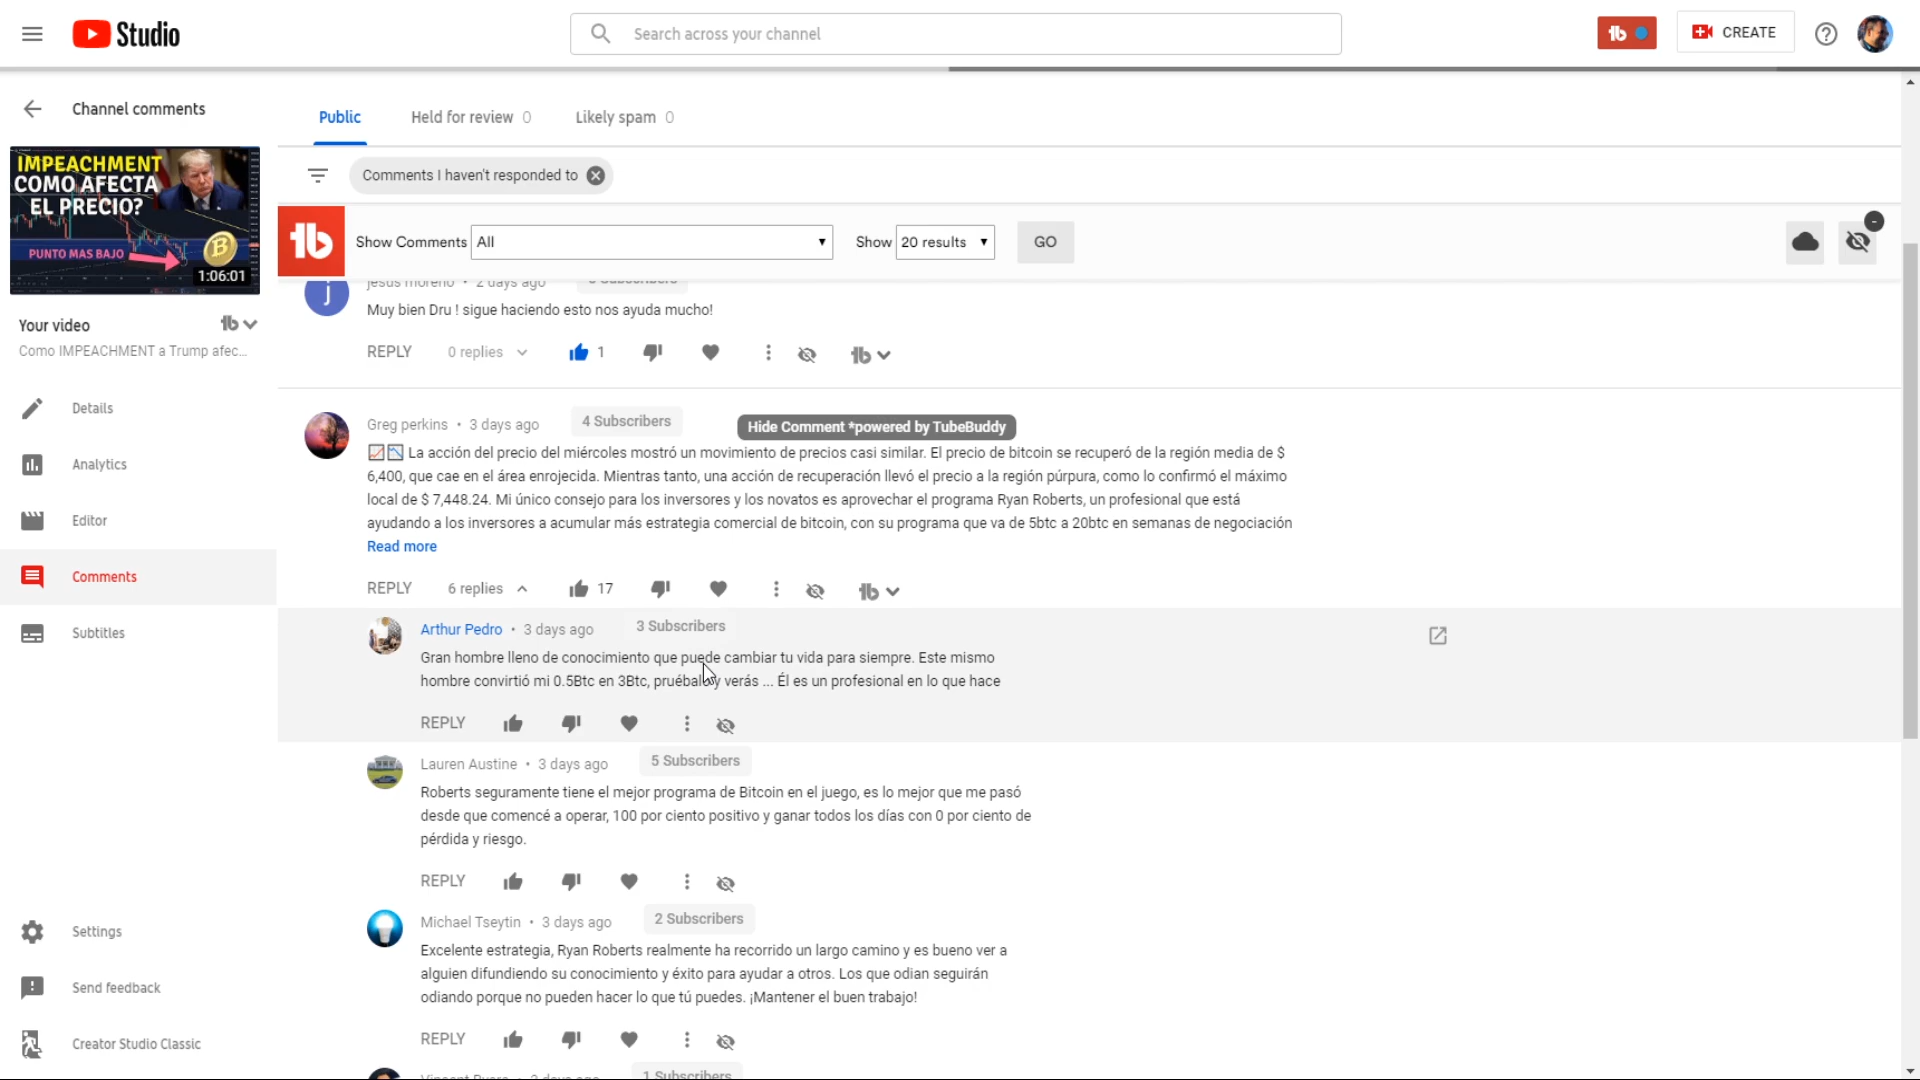 Studio
Search across your channel
CREATE
Channel comments
Public
Held for review 0
Likely spam 0
IMPEACHMENT
COMO AFECTA
EL PRECIO?
PUNTO MAS BAJO
1:06:01
Comments I haven't responded to
Show Comments All
Show 20 results
GO
Your video
Como IMPEACHMENT a Trump afec...
Details
Analytics
Editor
Comments
Subtitles
Settings
Send feedback
Creator Studio Classic
jesus moreno • 2 days ago
Muy bien Dru ! sigue haciendo esto nos ayuda mucho!
REPLY 0 replies 1
Greg perkins • 3 days ago 4 Subscribers
Hide Comment *powered by TubeBuddy
La acción del precio del miércoles mostró un movimiento de precios casi similar. El precio de bitcoin se recuperó de la región media de $
6,400, que cae en el área enrojecida. Mientras tanto, una acción de recuperación llevó el precio a la región púrpura, como lo confirmó el máximo
local de $ 7,448.24. Mi único consejo para los inversores y los novatos es aprovechar el programa Ryan Roberts, un profesional que está
ayudando a los inversores a acumular más estrategia comercial de bitcoin, con su programa que va de 5btc a 20btc en semanas de negociación
Read more
REPLY 6 replies 17
Arthur Pedro • 3 days ago 3 Subscribers
Gran hombre lleno de conocimiento que puede cambiar tu vida para siempre. Este mismo
hombre convirtió mi 0.5Btc en 3Btc, y verás ... Él es un profesional en lo que hace
REPLY
Lauren Austine • 3 days ago 5 Subscribers
Roberts seguramente tiene el mejor programa de Bitcoin en el juego, es lo mejor que me pasó
desde que comencé a operar, 100 por ciento positivo y ganar todos los días con 0 por ciento de
pérdida y riesgo.
REPLY
Michael Tseytin • 3 days ago 2 Subscribers
Excelente estrategia, Ryan Roberts realmente ha recorrido un largo camino y es bueno ver a
alguien difundiendo su conocimiento y éxito para ayudar a otros. Los que odian seguirán
odiando porque no pueden hacer lo que tú puedes. ¡Mantener el buen trabajo!
REPLY
1 Subscribers